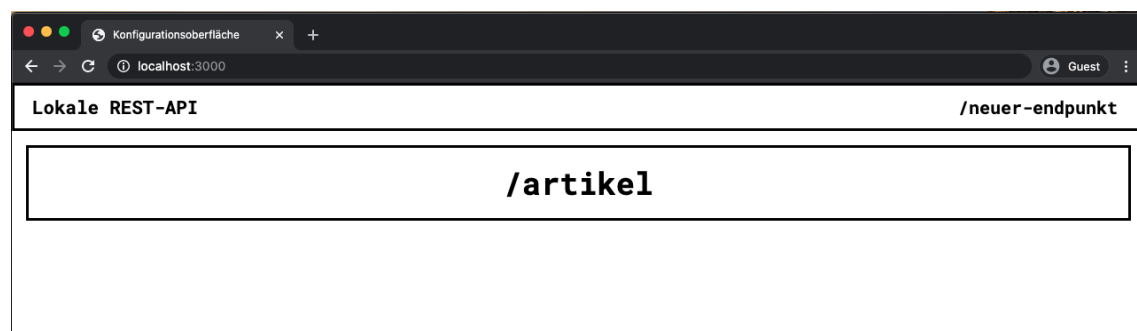 Konfigurationsoberfläche
localhost:3000
Guest
Lokale REST-API
/neuer-endpunkt
/artikel